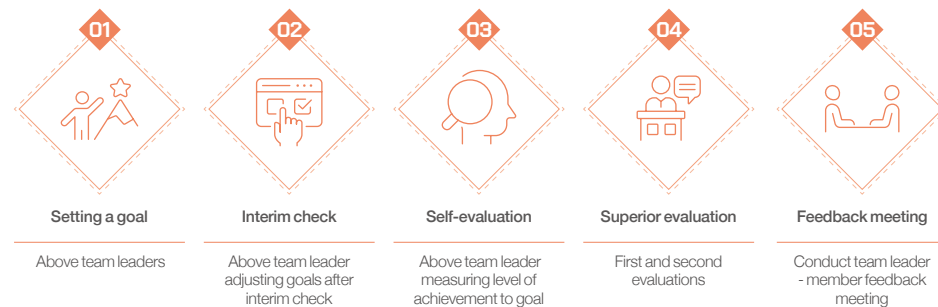 01
02
03
04
05
Setting a goal
Interim check
Self-evaluation
Superior evaluation
Feedback meeting
Above team leaders
Above team leader
adjusting goals after
interim check
Above team leader
measuring level of
achievement to goal
First and second
evaluations
Conduct team leader
- member feedback
meeting